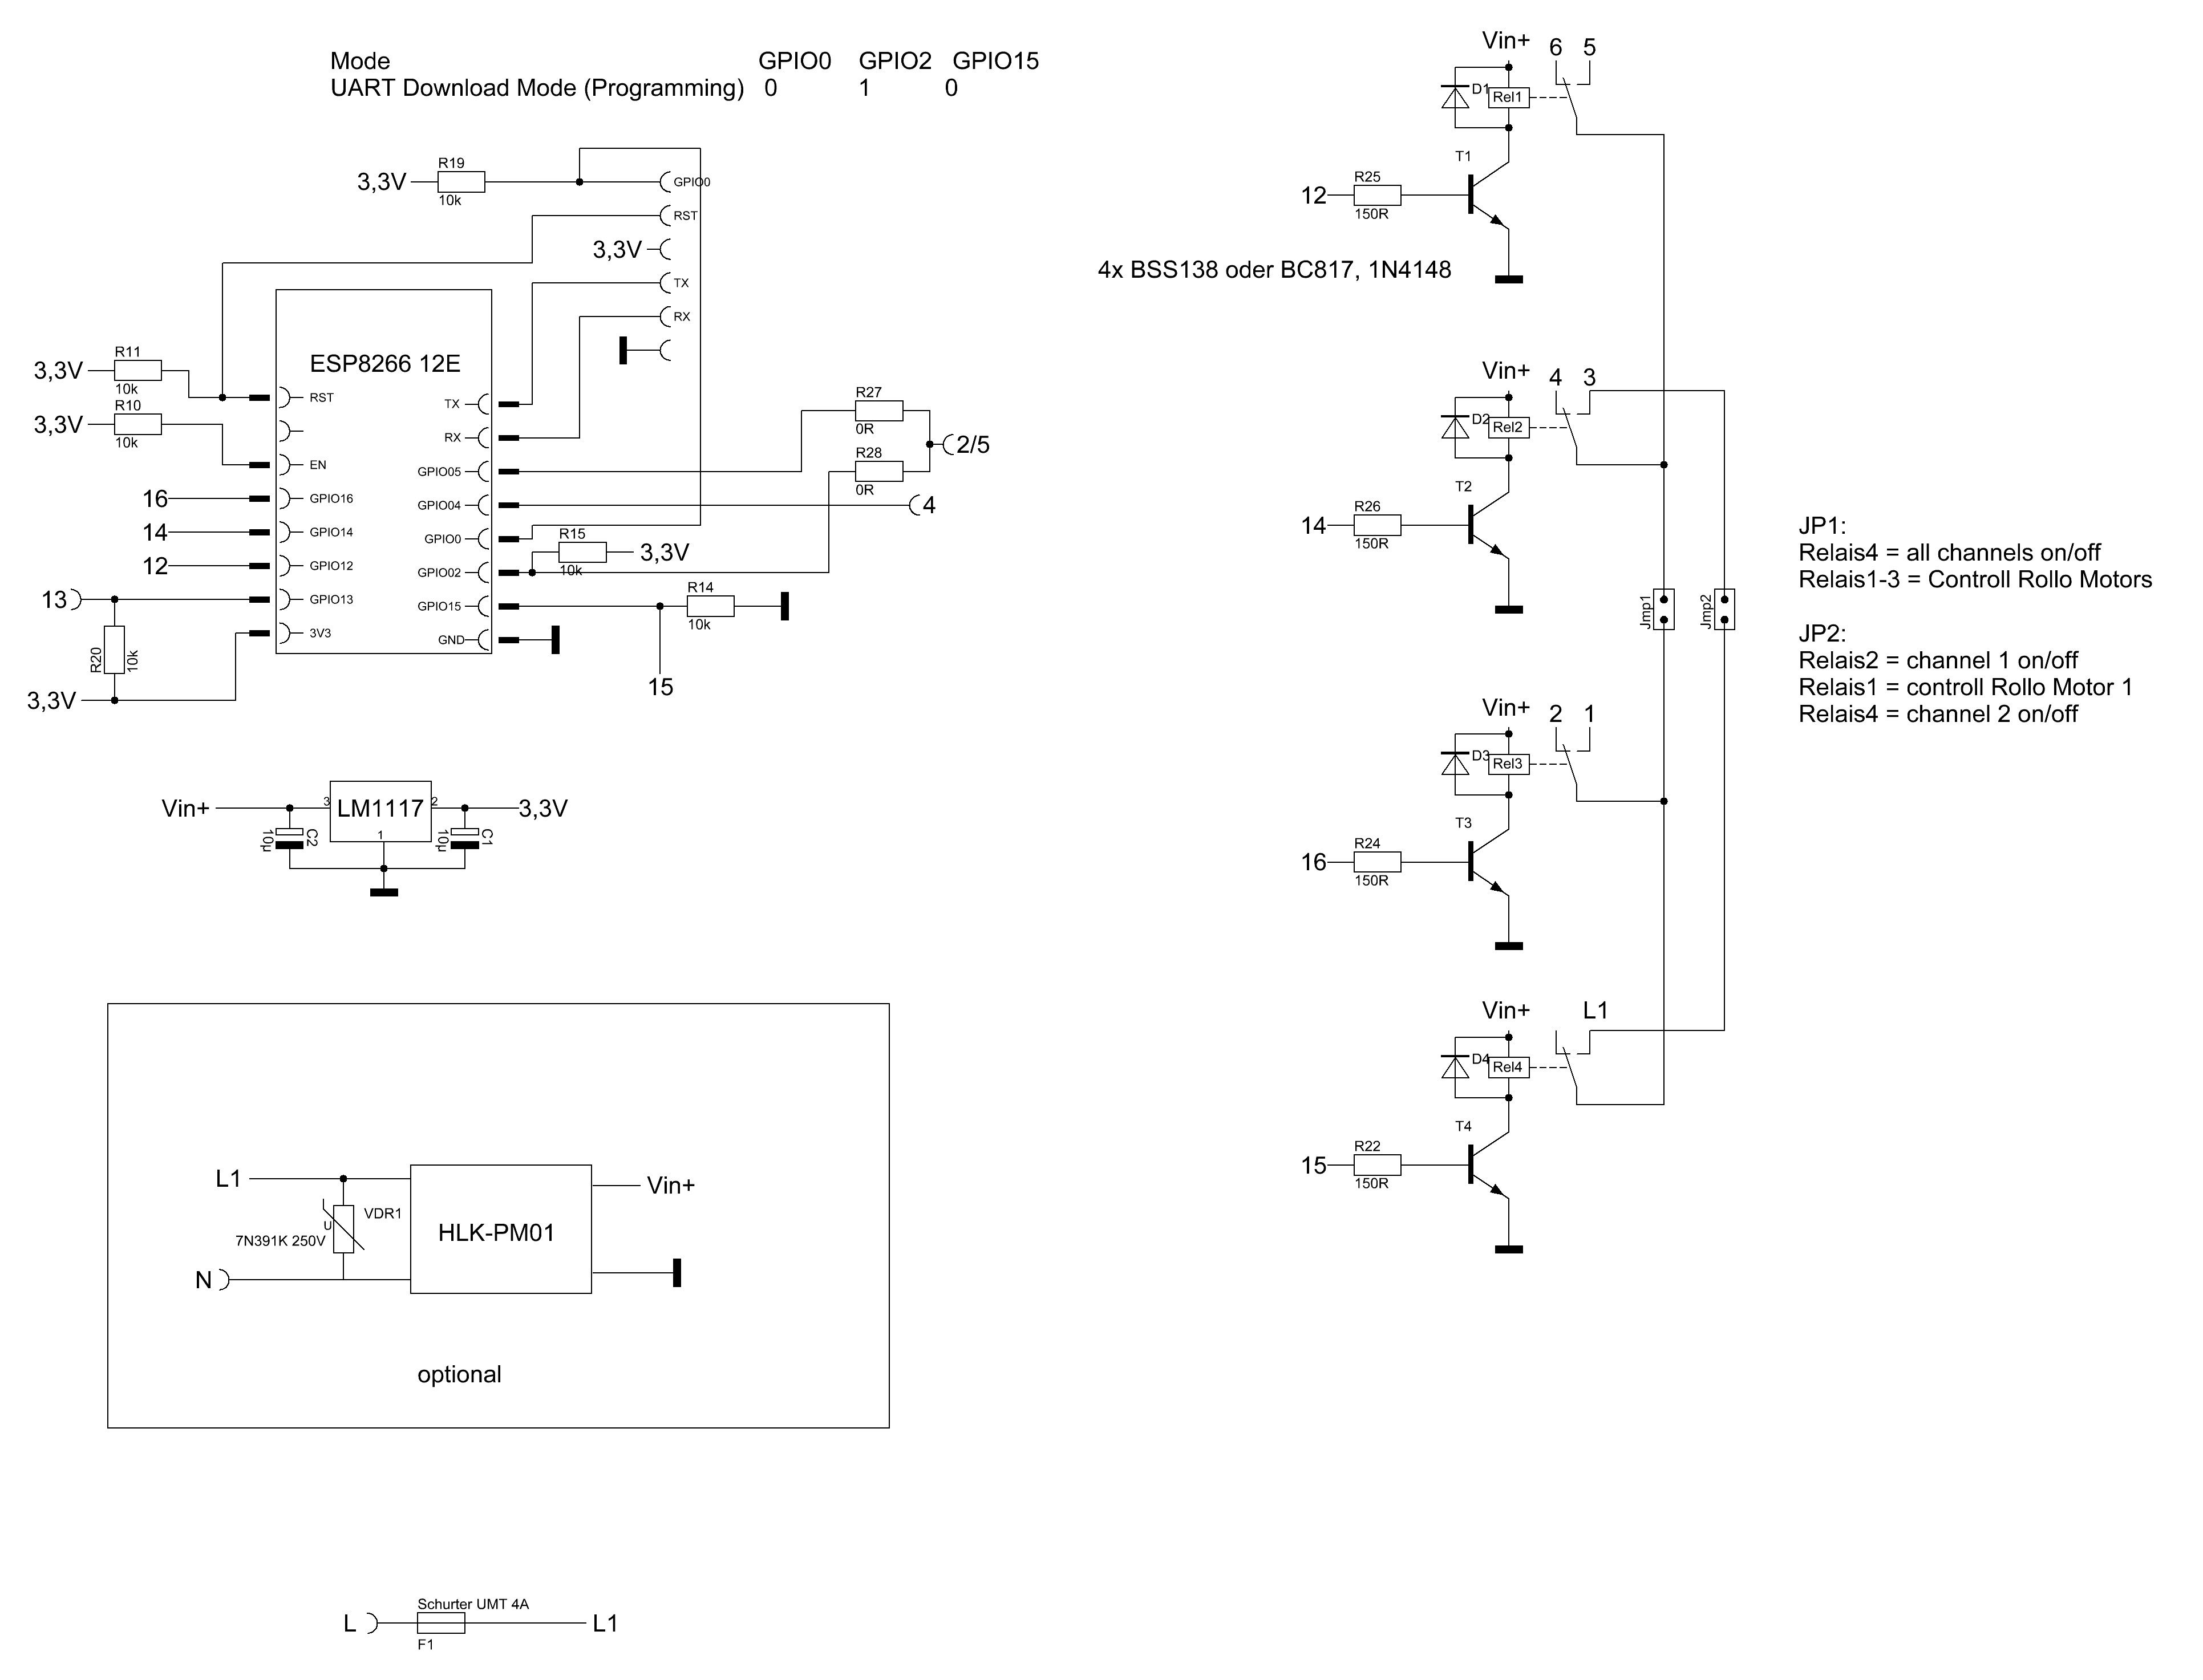 Mode GPIO0 GPIO2 GPIO15
UART Download Mode (Programming) 0 1 0
3,3V
R19
10k
GPIO0
RST
3,3V
TX
RX
ESP8266 12E
3,3V
R11
10k
3,3V
R10
10k
RST
EN
16
GPIO16
14
GPIO14
12
GPIO12
13
GPIO13
3V3
R20
10k
3,3V
TX
RX
GPIO05
GPIO04
GPIO0
GPIO02
GPIO15
GND
R27
0R
R28
0R
2/5
4
R15
10k
3,3V
R14
10k
15
Vin+
3
LM1117
2
1
3,3V
C2
10µ
C1
10µ
L1
VDR1
U
7N391K 250V
N
HLK-PM01
Vin+
optional
L
Schurter UMT 4A
F1
L1
Vin+ 6 5
D1
Rel1
T1
12
R25
150R
4x BSS138 oder BC817, 1N4148
Vin+ 4 3
D2
Rel2
T2
14
R26
150R
Vin+ 2 1
D3
Rel3
T3
16
R24
150R
Vin+ L1
D4
Rel4
T4
15
R22
150R
Jmp1
Jmp2
JP1:
Relais4 = all channels on/off
Relais1-3 = Controll Rollo Motors
JP2:
Relais2 = channel 1 on/off
Relais1 = controll Rollo Motor 1
Relais4 = channel 2 on/off